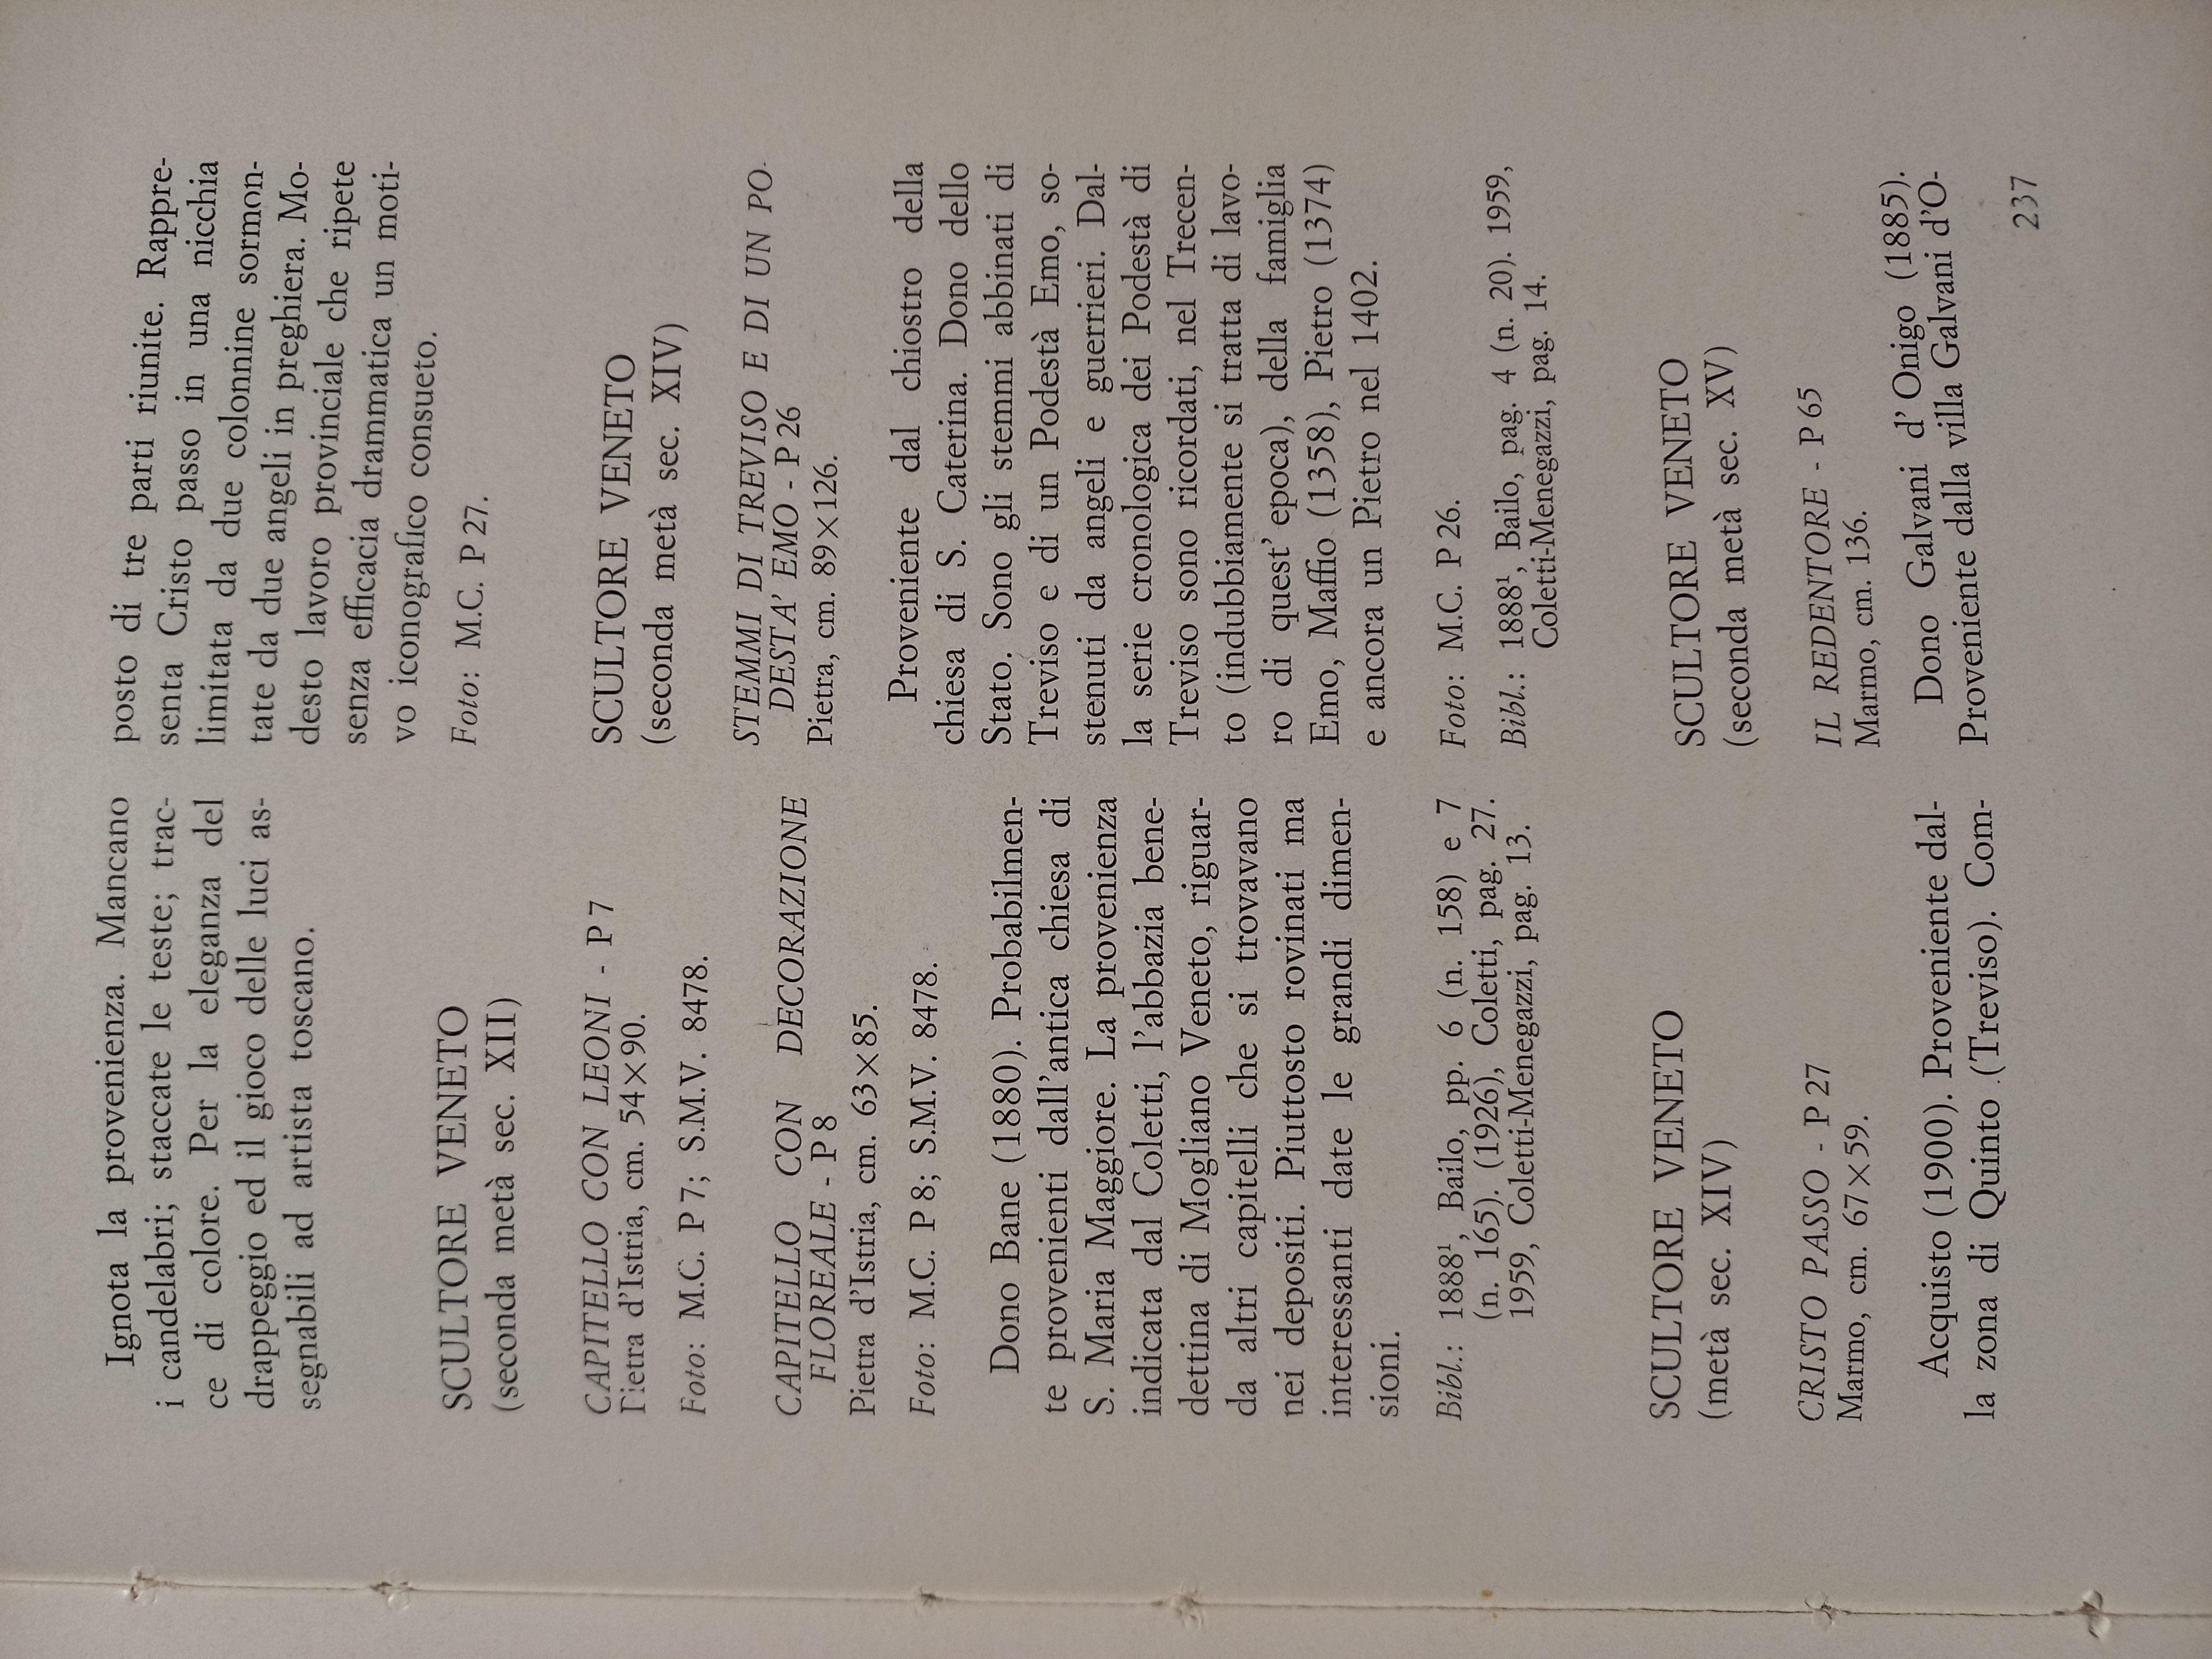 Ignota la provenienza. Mancano
i candelabri; staccate le teste; trac-
ce di colore. Per la eleganza del
drappeggio ed il gioco delle luci as-
segnabili ad artista toscano.
SCULTORE VENETO
(seconda metà sec. XII)
CAPITELLO CON LEONI - P 7
Pietra d'Istria, cm. 54×90.
Foto: M.C. P 7; S.M.V. 8478.
CAPITELLO CON DECORAZIONE
FLOREALE - P 8
Pietra d'Istria, cm. 63×85.
Foto: M.C. P 8; S.M.V. 8478.
Dono Bane (1880). Probabilmen-
te provenienti dall'antica chiesa di
S. Maria Maggiore. La provenienza
indicata dal Coletti, l'abbazia bene-
dettina di Mogliano Veneto, riguar-
da altri capitelli che si trovavano
nei depositi. Piuttosto rovinati ma
interessanti date le grandi dimen-
sioni.
Bibl.: 1888¹, Bailo, pp. 6 (n. 158) e 7
(n. 165). (1926), Coletti, pag. 27.
1959, Coletti-Menegazzi, pag. 13.
SCULTORE VENETO
(metà sec. XIV)
CRISTO PASSO - P 27
Marmo, cm. 67×59.
Acquisto (1900). Proveniente dal-
la zona di Quinto (Treviso). Com-
posto di tre parti riunite. Rappre-
senta Cristo passo in una nicchia
limitata da due colonnine sormon-
tate da due angeli in preghiera. Mo-
desto lavoro provinciale che ripete
senza efficacia drammatica un moti-
vo iconografico consueto.
Foto: M.C. P 27.
SCULTORE VENETO
(seconda metà sec. XIV)
STEMMI DI TREVISO E DI UN PO-
DESTA' EMO - P 26
Pietra, cm. 89×126.
Proveniente dal chiostro della
chiesa di S. Caterina. Dono dello
Stato. Sono gli stemmi abbinati di
Treviso e di un Podestà Emo, so-
stenuti da angeli e guerrieri. Dal-
la serie cronologica dei Podestà di
Treviso sono ricordati, nel Trecen-
to (indubbiamente si tratta di lavo-
ro di quest' epoca), della famiglia
Emo, Maffio (1358), Pietro (1374)
e ancora un Pietro nel 1402.
Foto: M.C. P 26.
Bibl.: 1888¹, Bailo, pag. 4 (n. 20). 1959,
Coletti-Menegazzi, pag. 14.
SCULTORE VENETO
(seconda metà sec. XV)
IL REDENTORE - P 65
Marmo, cm. 136.
Dono Galvani d' Onigo (1885).
Proveniente dalla villa Galvani d'O-
237